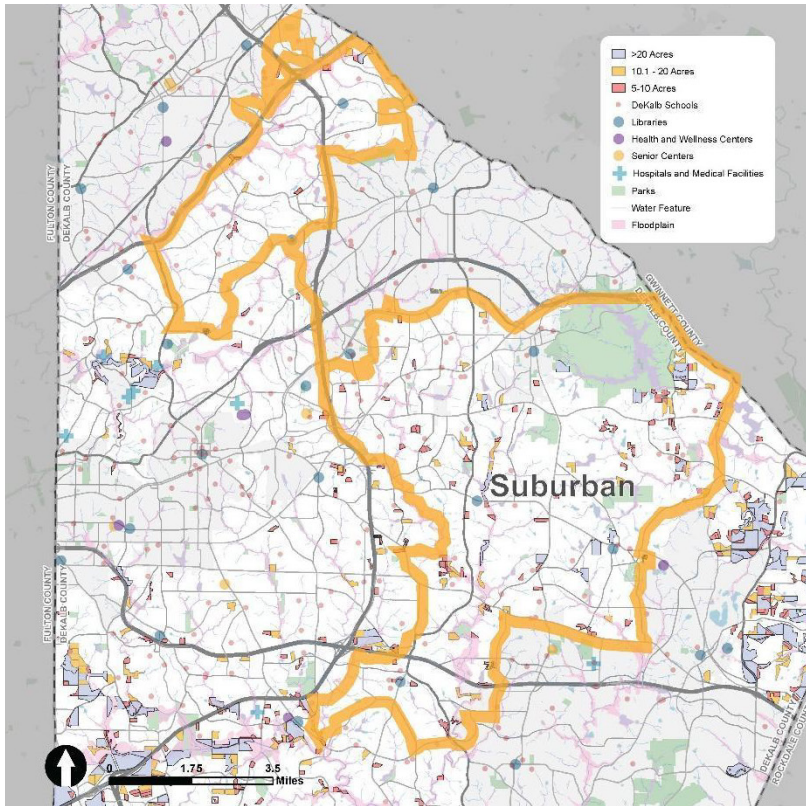 >20 Acres
10.1 - 20 Acres
5-10 Acres
DeKalb Schools
Libraries
Health and Wellness Centers
Senior Centers
Hospitals and Medical Facilities
Parks
Water Feature
Floodplain
FULTON COUNTY
DEKALB COUNTY
GWINNETT COUNTY
DEKALB COUNTY
Suburban
FULTON COUNTY
DEKALB COUNTY
DEKALB COUNTY
ROCKDALE COUNTY
0 1.75 3.5
Miles